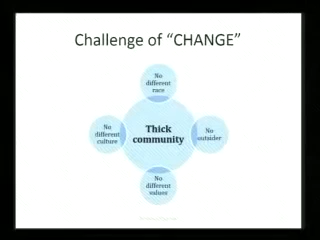 Challenge of “CHANGE”
No
different
race
No
different
culture
Thick
community
No
outsider
No
different
values